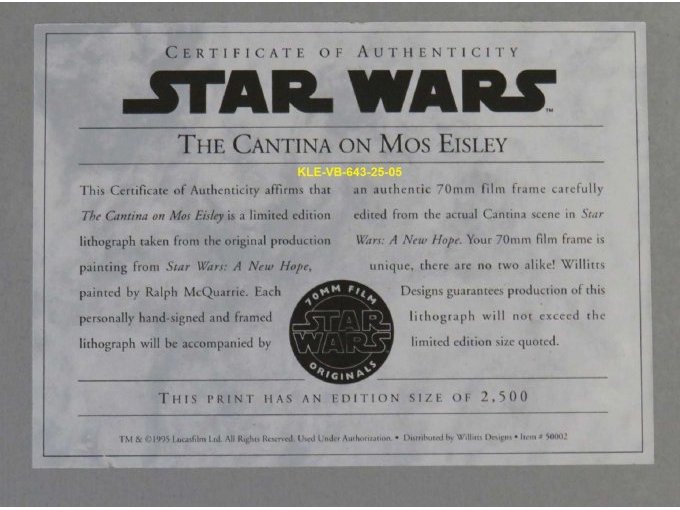 CERTIFICATE OF AUTHENTICITY
STAR WARS™
THE CANTINA ON MOS EISLEY
KLE-VB-643-25-05
This Certificate of Authenticity affirms that
The Cantina on Mos Eisley is a limited edition
lithograph taken from the original production
painting from Star Wars: A New Hope,
painted by Ralph McQuarrie. Each
personally hand-signed and framed
lithograph will be accompanied by
an authentic 70mm film frame carefully
edited from the actual Cantina scene in Star
Wars: A New Hope. Your 70mm film frame is
unique, there are no two alike! Willitts
Designs guarantees production of this
lithograph will not exceed the
limited edition size quoted.
70MM FILM
STAR
WARS
ORIGINALS
THIS PRINT HAS AN EDITION SIZE OF 2,500
TM & ©1995 Lucasfilm Ltd. All Rights Reserved. Used Under Authorization. • Distributed by Willitts Designs • Item # 50002